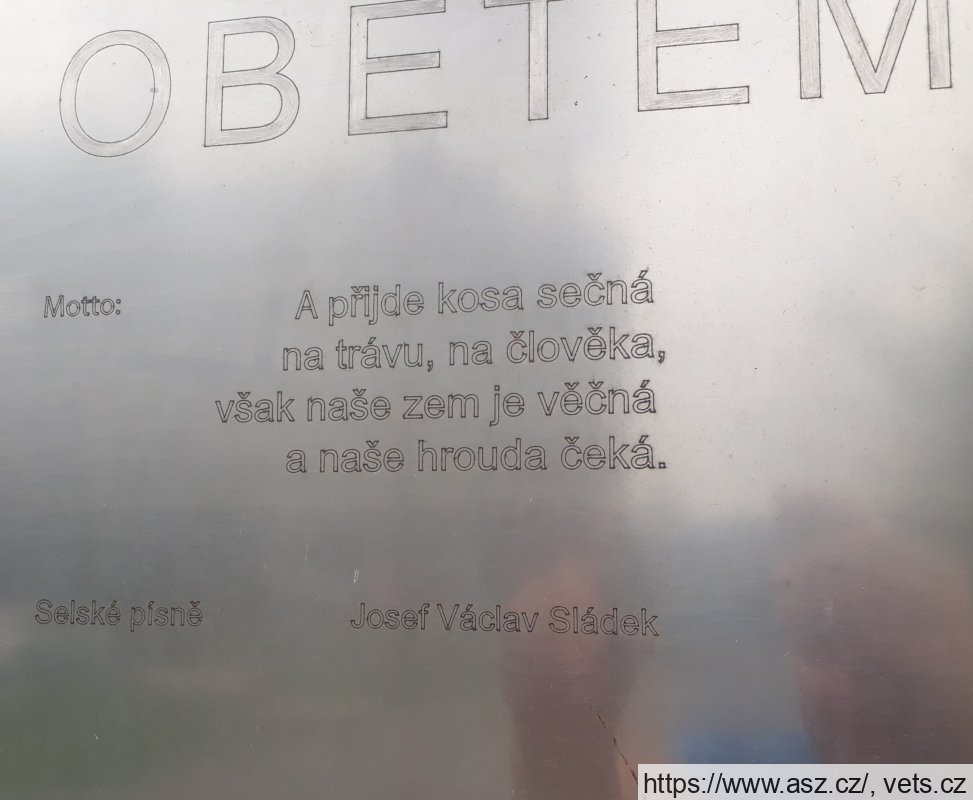 OBĚTEM
Motto:
A přijde kosa sečná
na trávu, na člověka,
však naše zem je věčná
a naše hrouda čeká.
Selské písně Josef Václav Sládek
https://www.asz.cz/, vets.cz